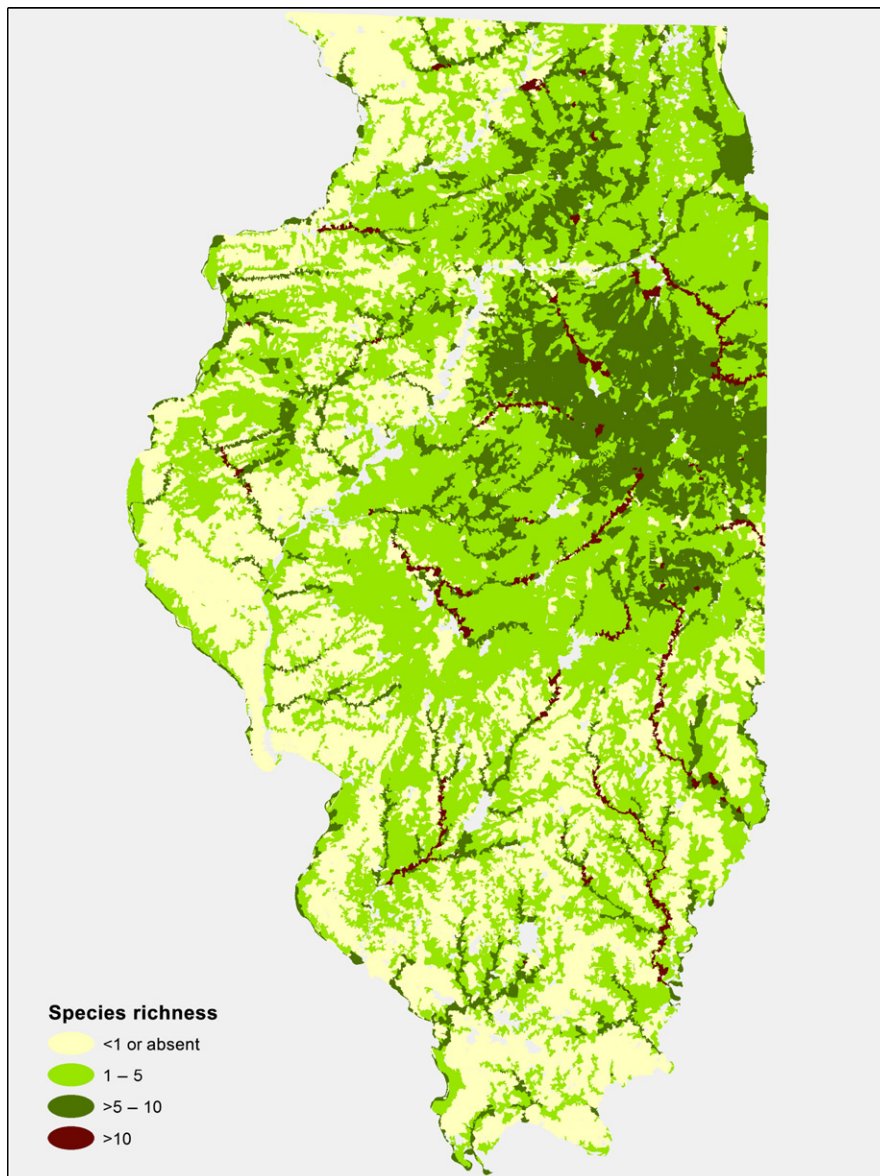 Species richness
<1 or absent
1 – 5
>5 – 10
>10